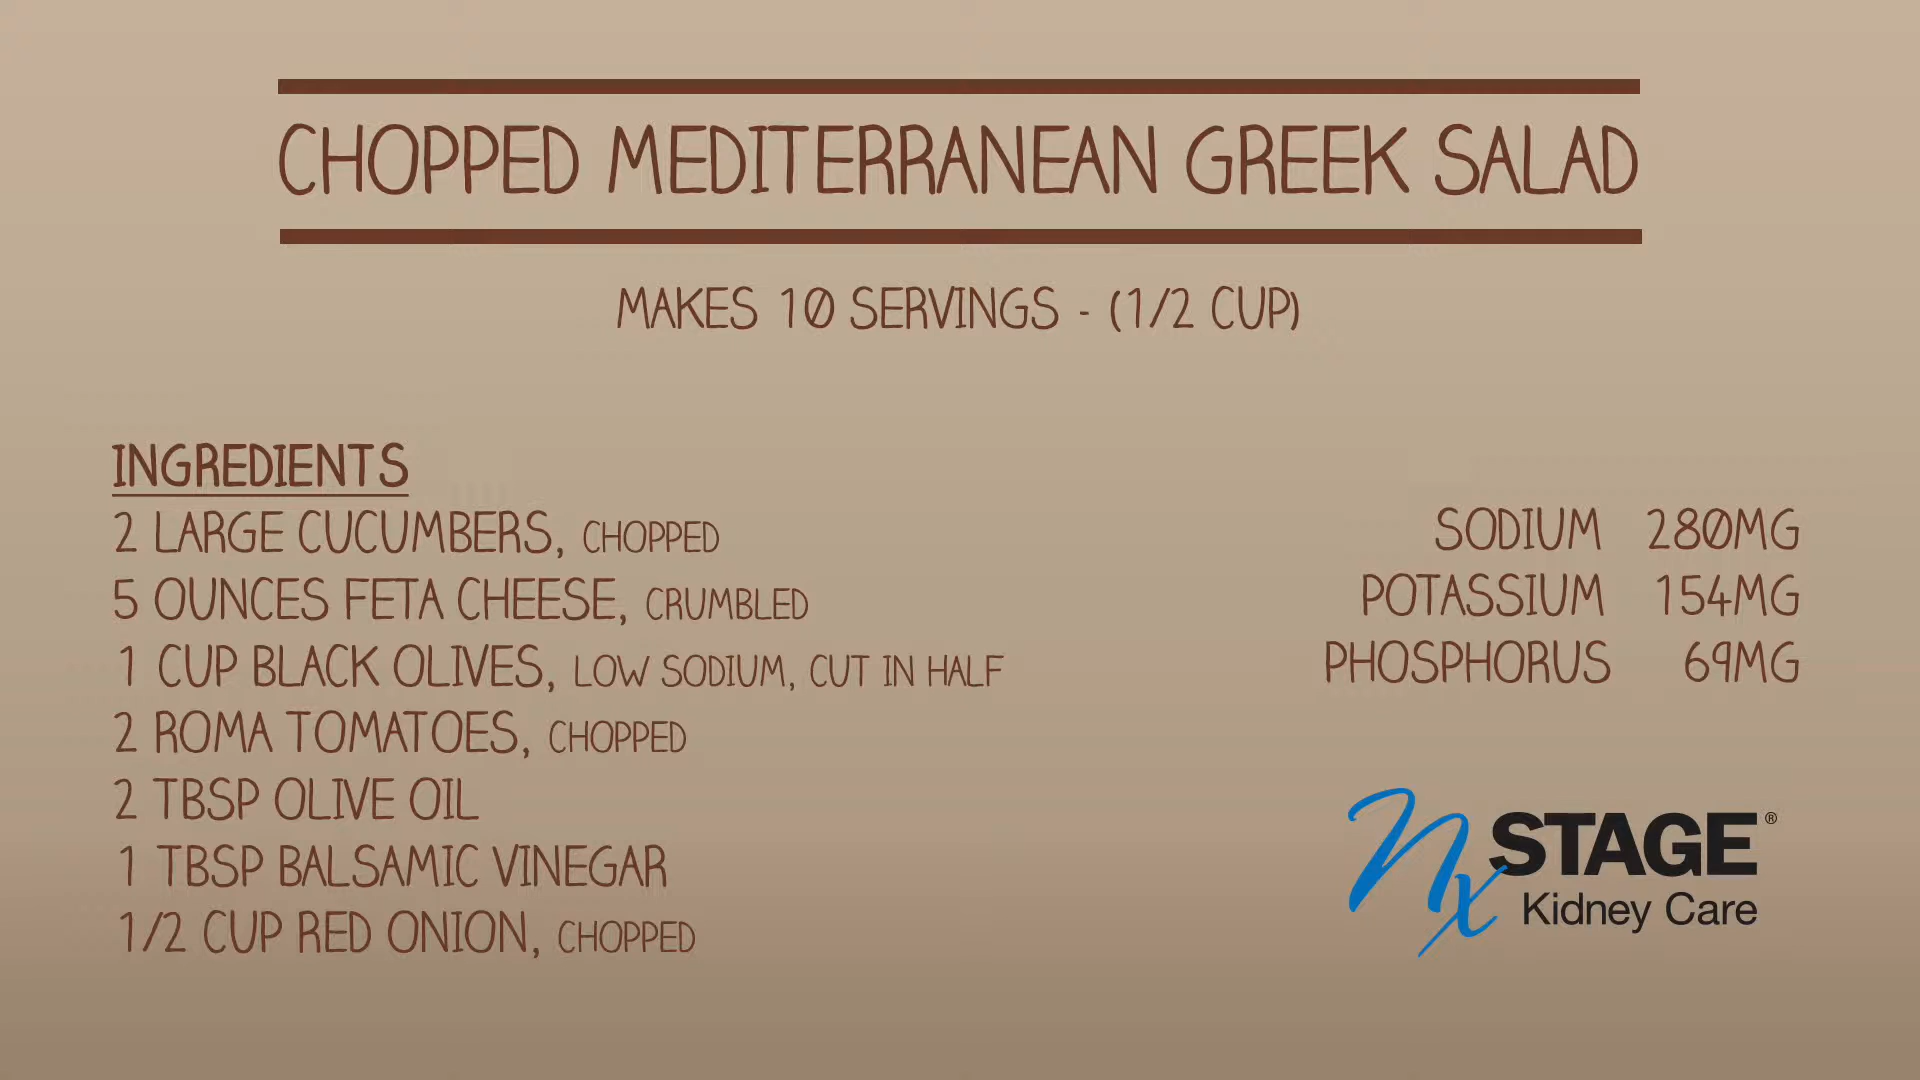 CHOPPED MEDITERRANEAN GREEK SALAD
MAKES 10 SERVINGS - (1/2 CUP)
INGREDIENTS
2 LARGE CUCUMBERS, CHOPPED
5 OUNCES FETA CHEESE, CRUMBLED
1 CUP BLACK OLIVES, LOW SODIUM, CUT IN HALF
2 ROMA TOMATOES, CHOPPED
2 TBSP OLIVE OIL
1 TBSP BALSAMIC VINEGAR
1/2 CUP RED ONION, CHOPPED
SODIUM 280MG
POTASSIUM 154MG
PHOSPHORUS 69MG
NxSTAGE®
Kidney Care